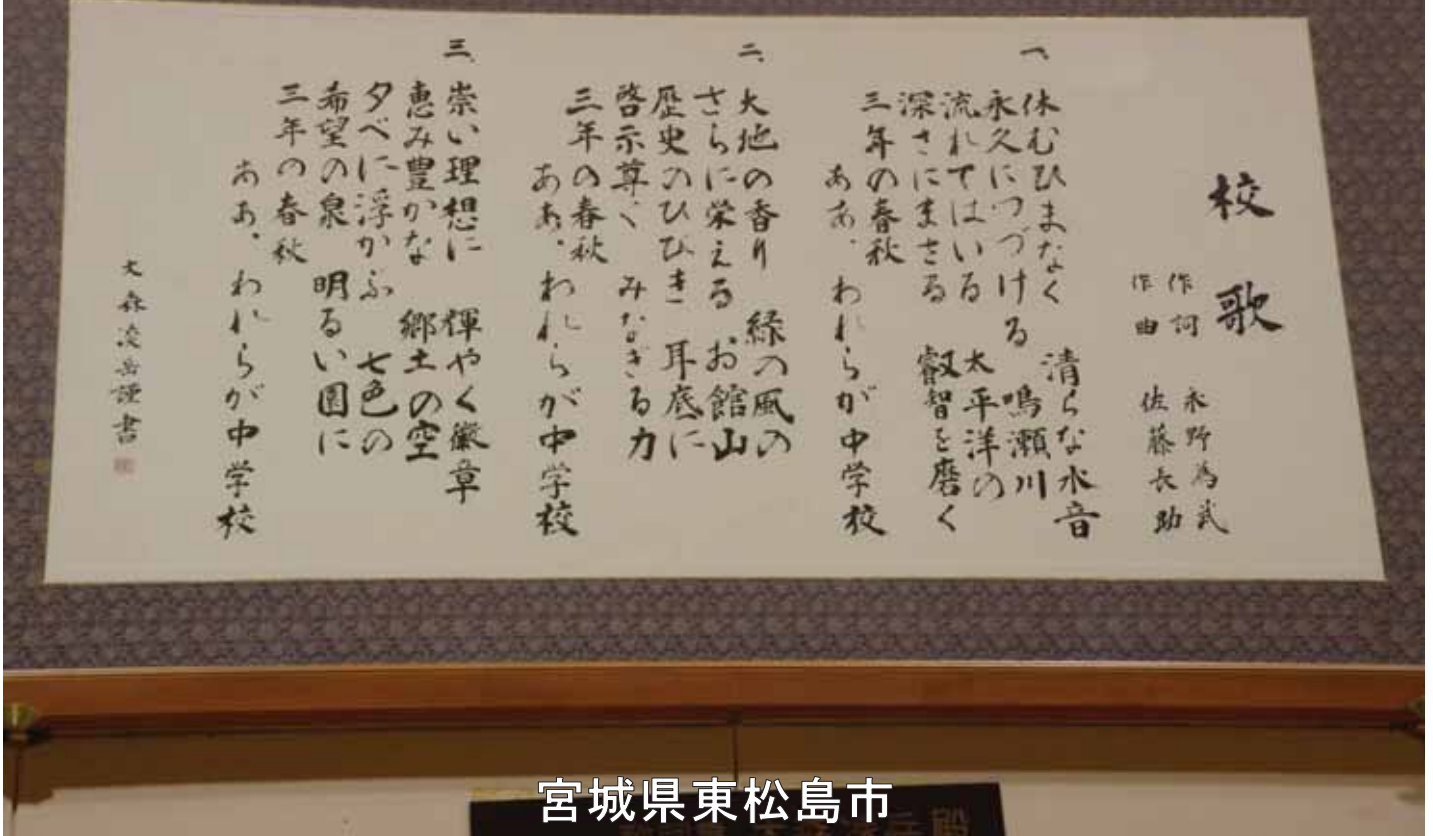 校歌
作詞 永野為武
作曲 佐藤長助
一、休むひまなく 清らな水音
永久につづける 鳴瀬川
流れてはいる 太平洋の
深さにまさる 叡智を磨く
三年の春秋
ああ、われらが中学校
二、大地の香り 緑の風の
さらに栄える お館山
歴史のひびき 耳底に
啓示尊く みなぎる力
三年の春秋
ああ、われらが中学校
三、崇い理想に 輝やく徽章
恵み豊かな 郷土の空
夕べに浮かぶ 七色の
希望の泉 明るい園に
三年の春秋
ああ、われらが中学校
大森凌岳謹書
宮城県東松島市